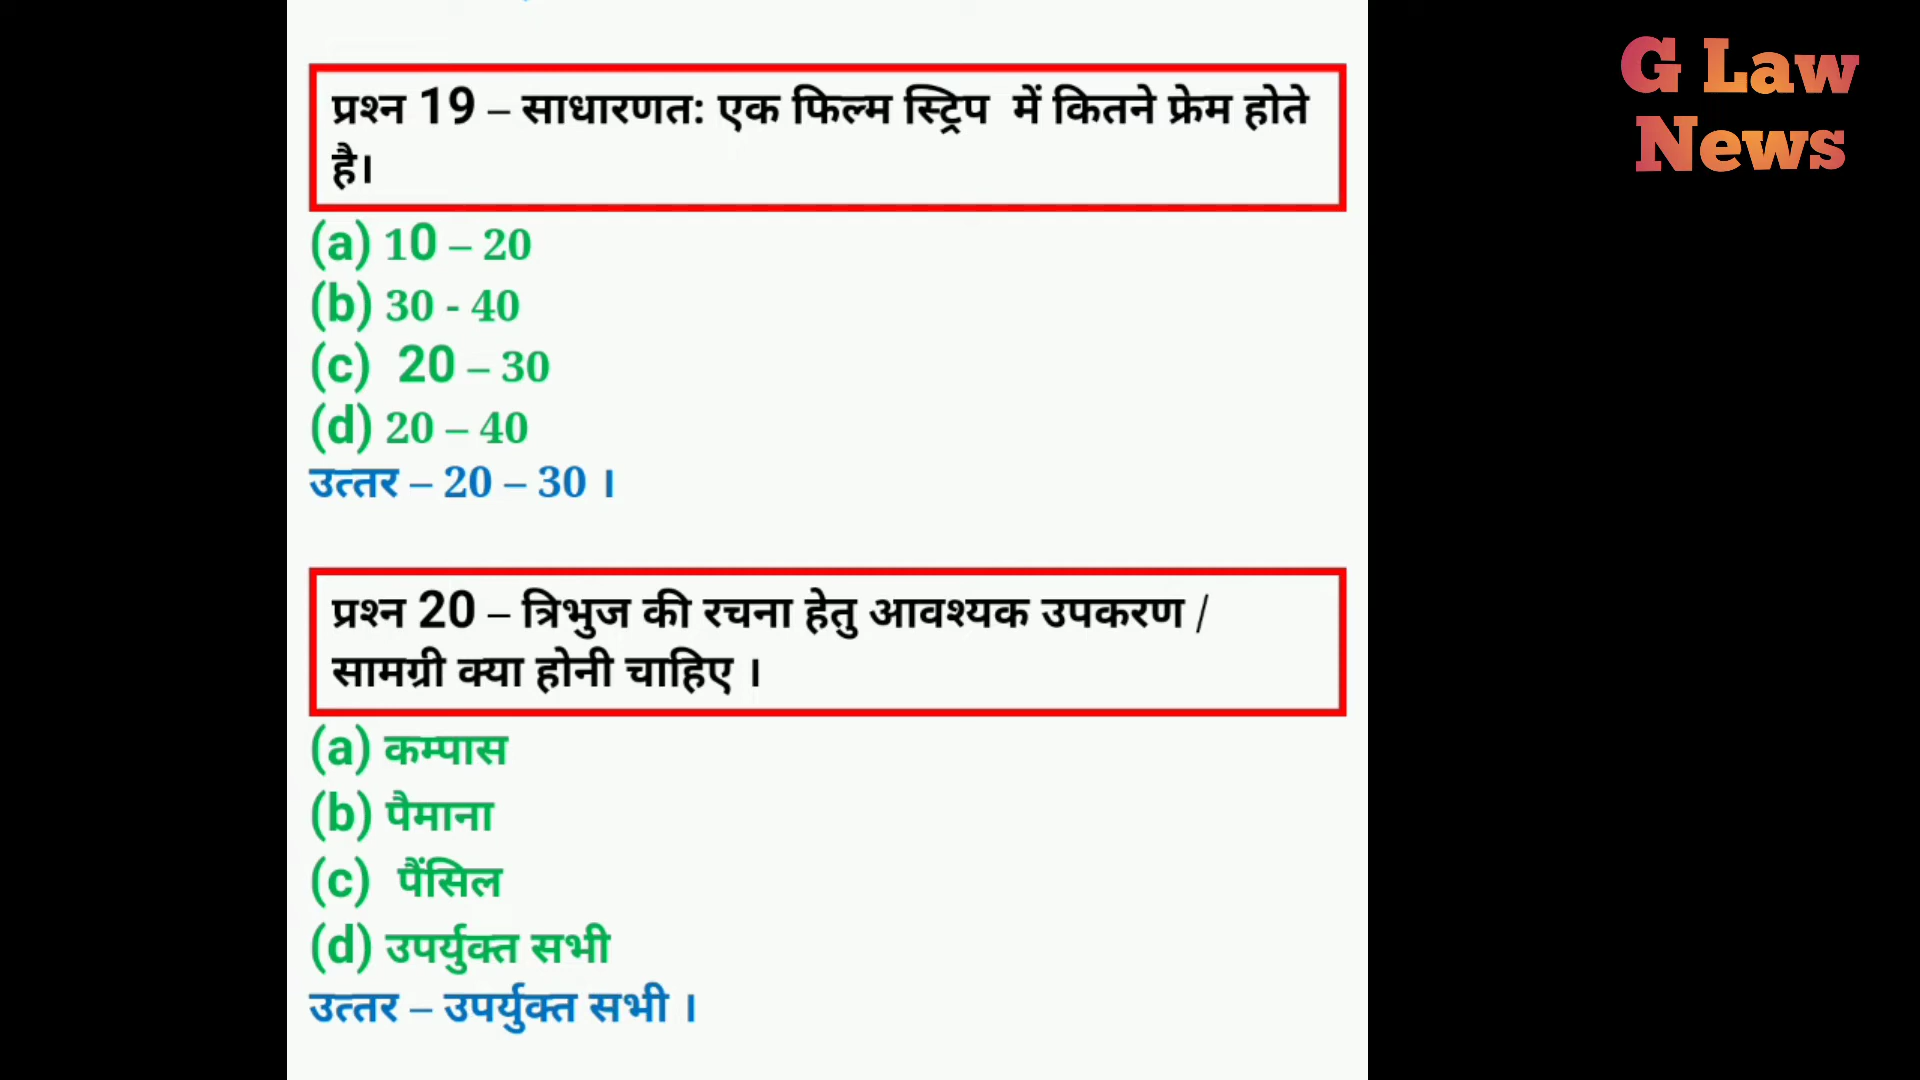 प्रश्न 19 – साधारणत: एक फिल्म स्ट्रिप में कितने फ्रेम होते
है।
(a) 10 – 20
(b) 30 - 40
(c) 20 – 30
(d) 20 – 40
उत्तर – 20 – 30 ।
प्रश्न 20 – त्रिभुज की रचना हेतु आवश्यक उपकरण /
सामग्री क्या होनी चाहिए ।
(a) कम्पास
(b) पैमाना
(c) पैंसिल
(d) उपर्युक्त सभी
उत्तर – उपर्युक्त सभी ।
G Law
News